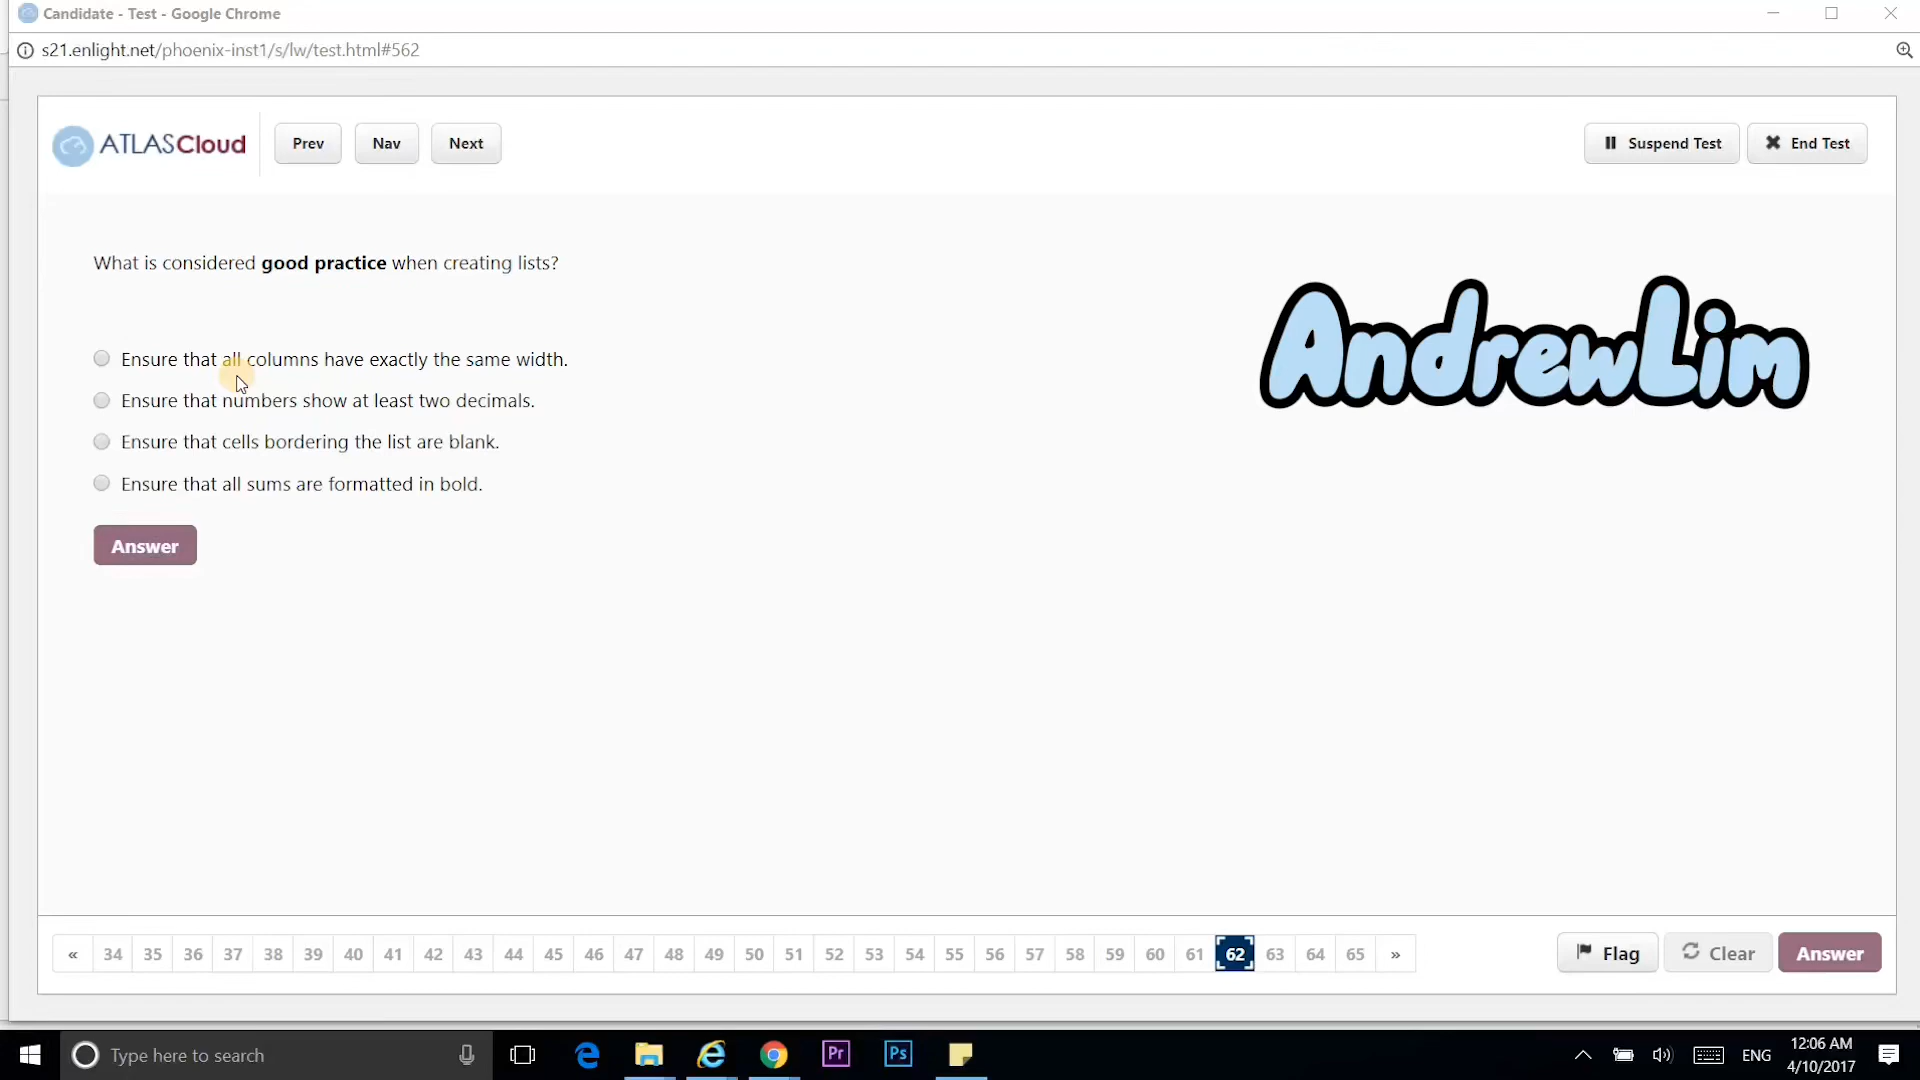 Candidate - Test - Google Chrome
s21.enlight.net/phoenix-inst1/s/lw/test.html#562
ATLASCloud
Prev
Nav
Next
Suspend Test
End Test
What is considered good practice when creating lists?
AndrewLim
Ensure that all columns have exactly the same width.
Ensure that numbers show at least two decimals.
Ensure that cells bordering the list are blank.
Ensure that all sums are formatted in bold.
Answer
« 34 35 36 37 38 39 40 41 42 43 44 45 46 47 48 49 50 51 52 53 54 55 56 57 58 59 60 61 62 63 64 65 »
Flag
Clear
Answer
Type here to search
Pr
Ps
ENG
12:06 AM
4/10/2017